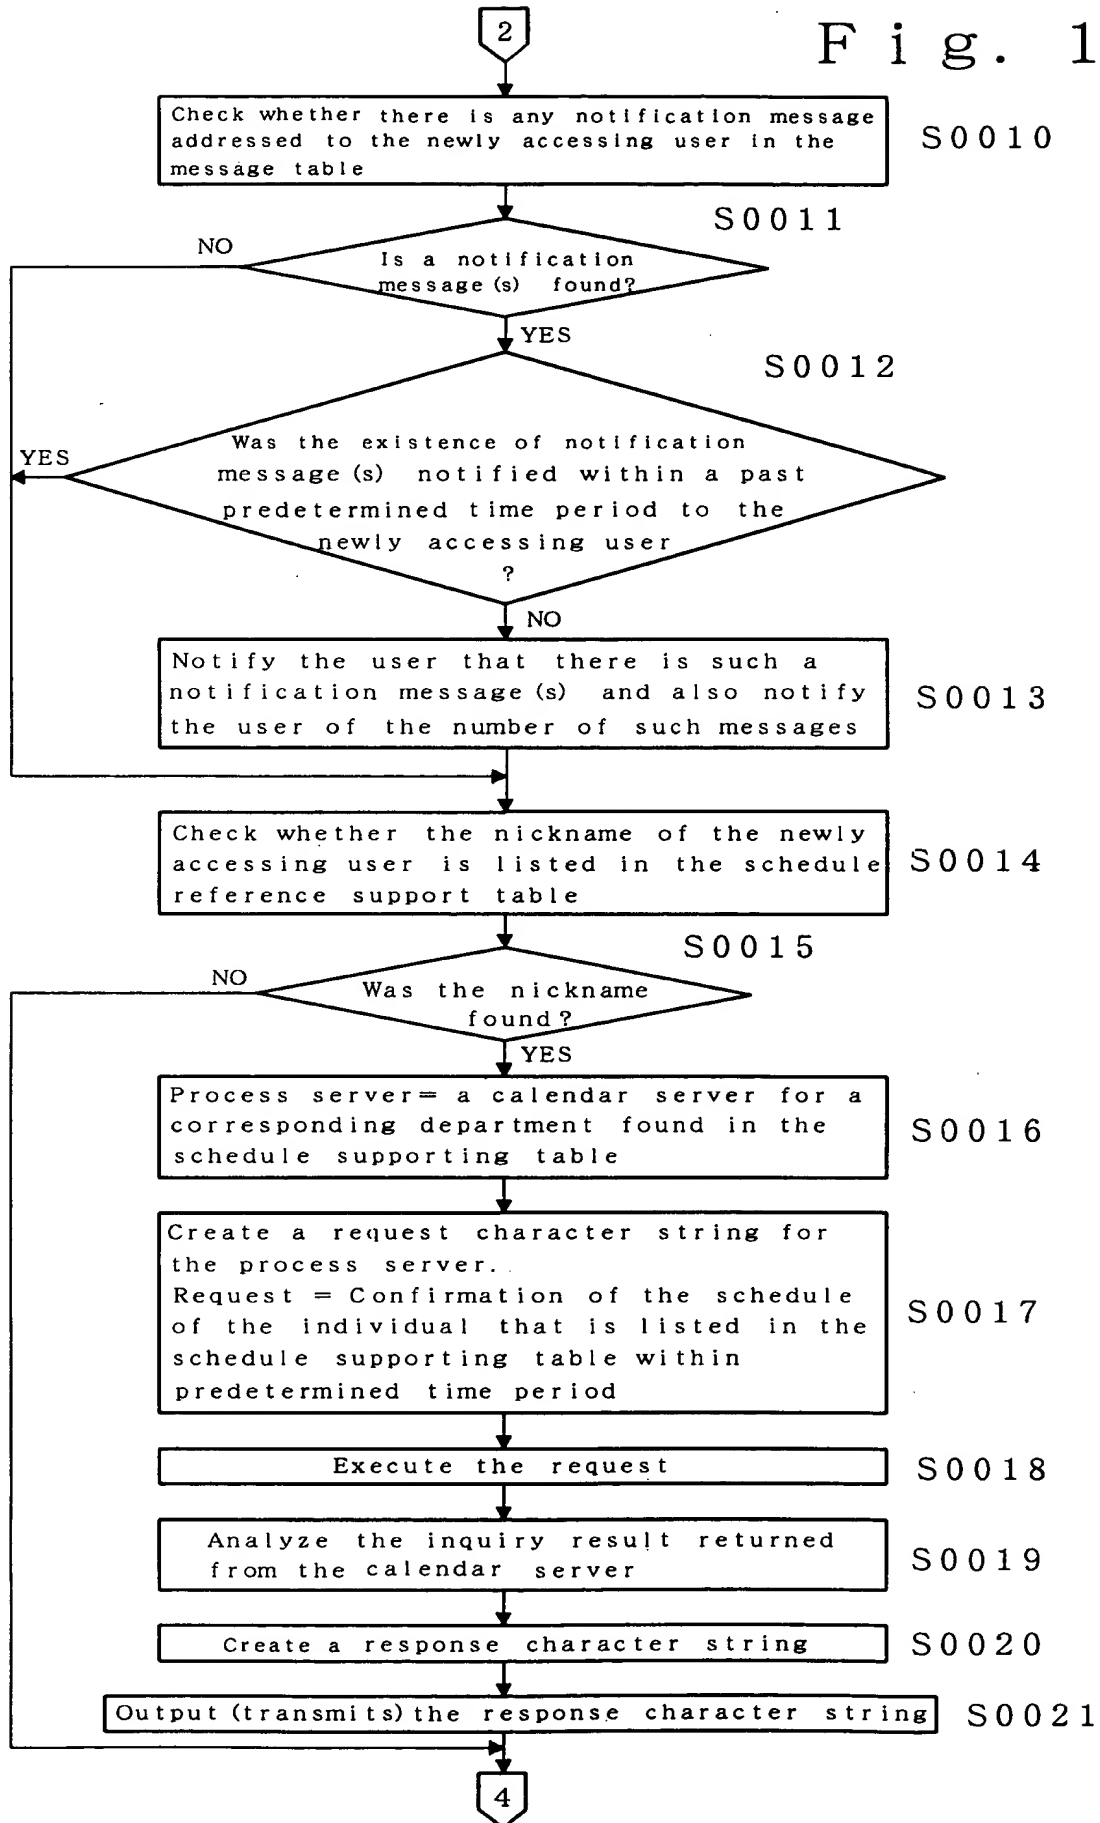 2
Fig. 1
Check whether there is any notification message
addressed to the newly accessing user in the
message table
S0010
S0011
NO
Is a notification
message(s) found?
YES
S0012
YES
Was the existence of notification
message(s) notified within a past
predetermined time period to the
newly accessing user
?
NO
Notify the user that there is such a
notification message(s) and also notify
the user of the number of such messages
S0013
Check whether the nickname of the newly
accessing user is listed in the schedule
reference support table
S0014
S0015
NO
Was the nickname
found?
YES
Process server= a calendar server for a
corresponding department found in the
schedule supporting table
S0016
Create a request character string for
the process server.
Request = Confirmation of the schedule
of the individual that is listed in the
schedule supporting table within
predetermined time period
S0017
Execute the request
S0018
Analyze the inquiry result returned
from the calendar server
S0019
Create a response character string
S0020
Output (transmits) the response character string
S0021
4